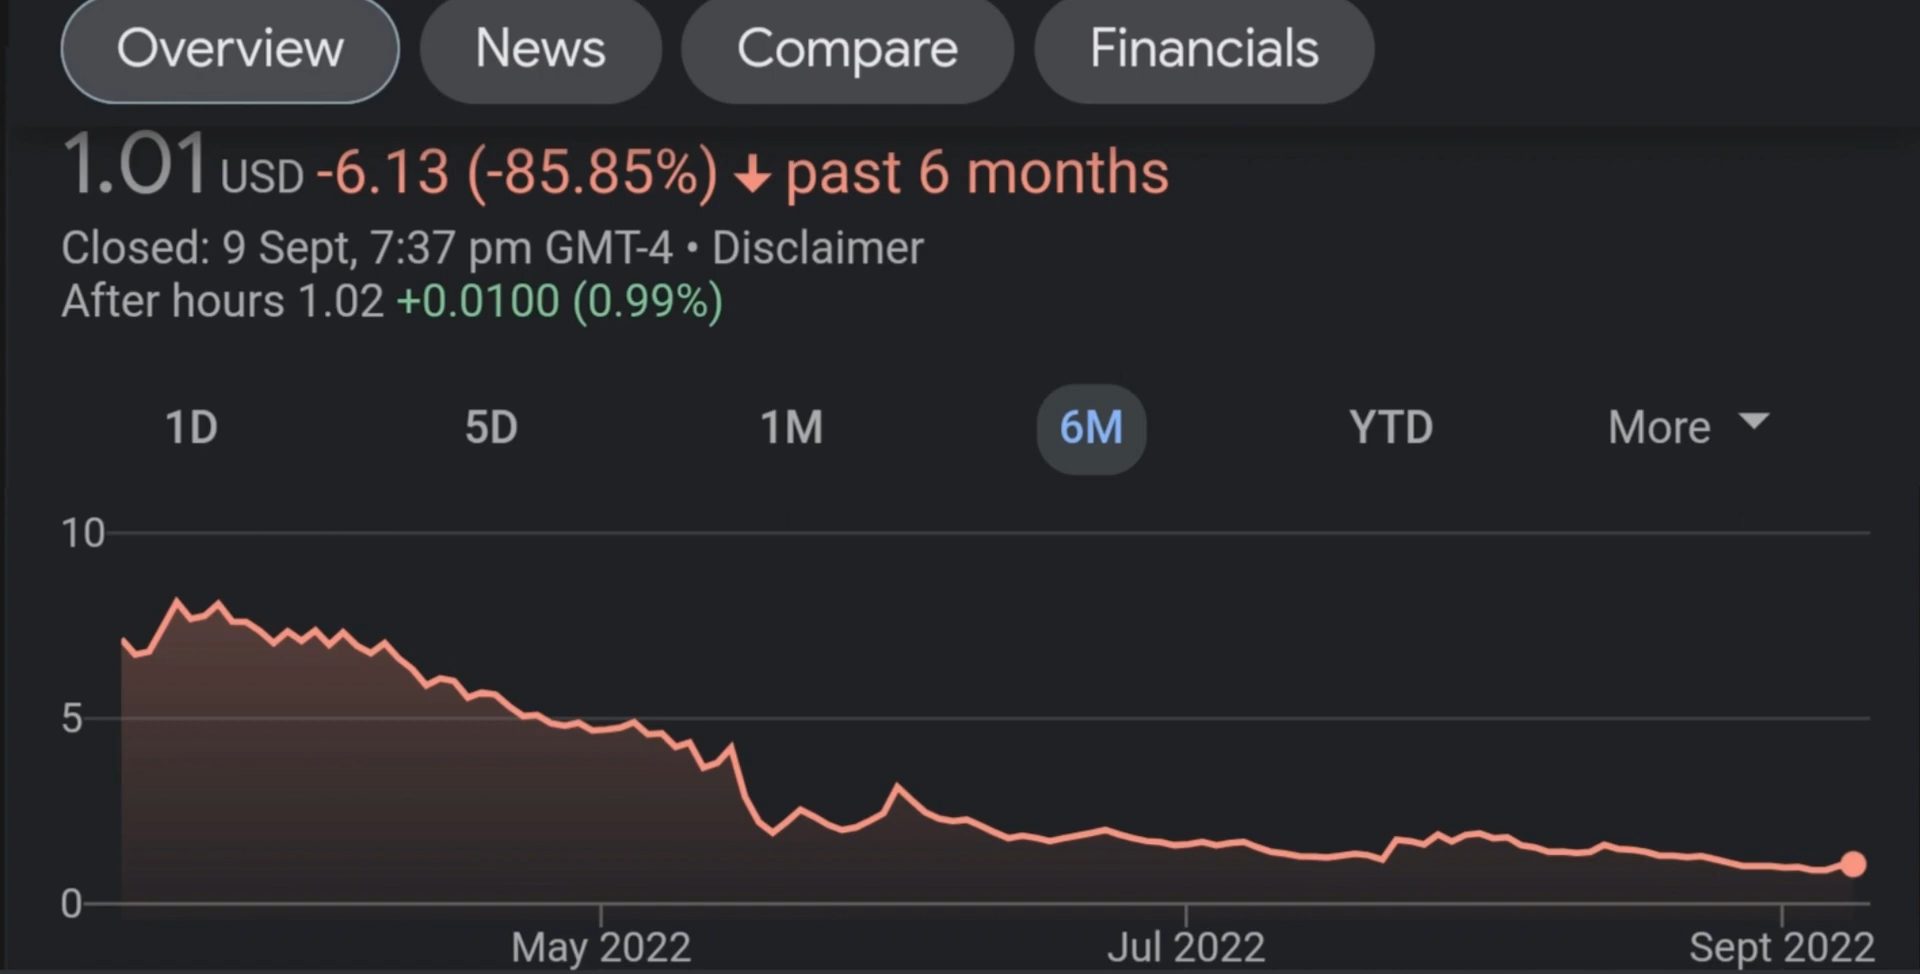 Overview News Compare Financials
1.01 USD -6.13 (-85.85%) ↓ past 6 months
Closed: 9 Sept, 7:37 pm GMT-4 • Disclaimer
After hours 1.02 +0.0100 (0.99%)
1D 5D 1M 6M YTD More
10
5
0
May 2022 Jul 2022 Sept 2022